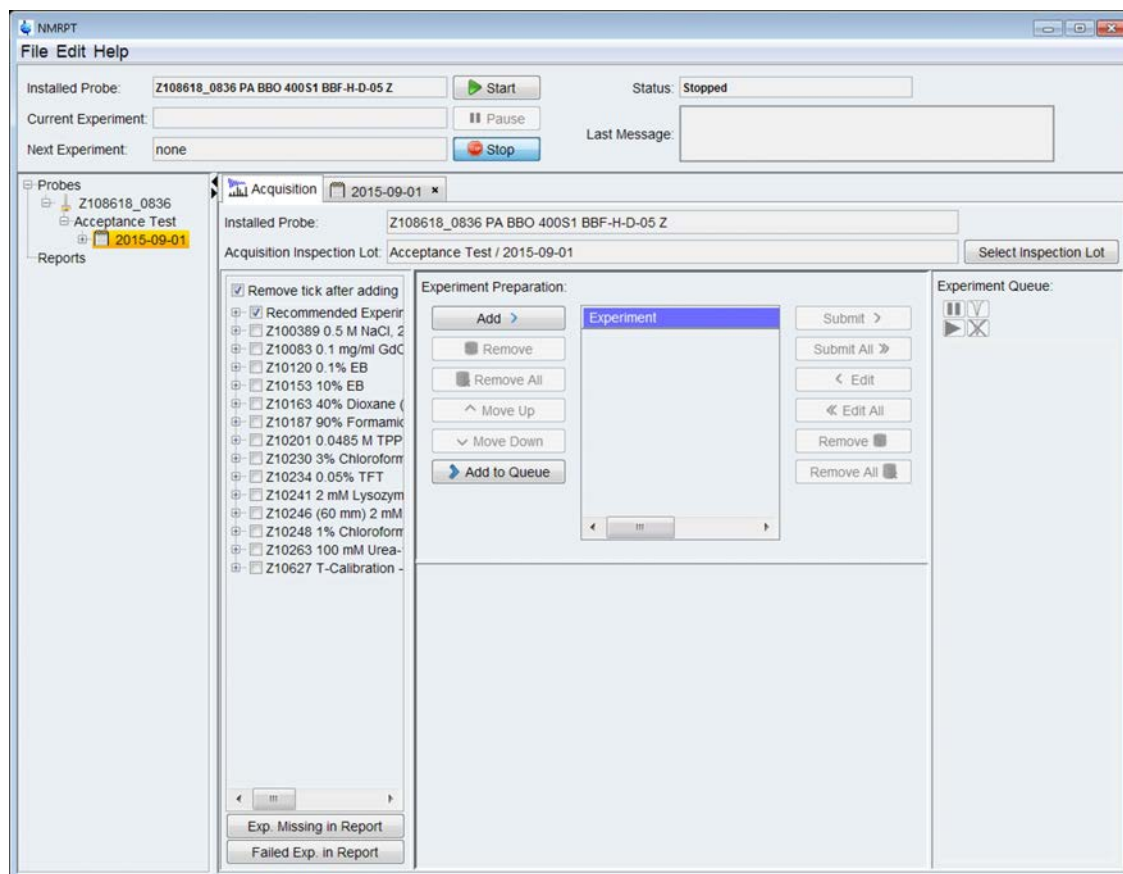 NMRPT
File Edit Help
Installed Probe: Z108618_0836 PA BBO 400S1 BBF-H-D-05 Z Start Status: Stopped
Current Experiment: Pause
Last Message:
Next Experiment: none Stop
Probes
Z108618_0836
Acceptance Test
2015-09-01
Reports
Acquisition 2015-09-01
Installed Probe: Z108618_0836 PA BBO 400S1 BBF-H-D-05 Z
Acquisition Inspection Lot: Acceptance Test / 2015-09-01 Select Inspection Lot
Remove tick after adding
Recommended Experim
Z100389 0.5 M NaCl, 2
Z10083 0.1 mg/ml GdC
Z10120 0.1% EB
Z10153 10% EB
Z10163 40% Dioxane (
Z10187 90% Formamid
Z10201 0.0485 M TPP
Z10230 3% Chloroform
Z10234 0.05% TFT
Z10241 2 mM Lysozym
Z10246 (60 mm) 2 mM
Z10248 1% Chloroform
Z10263 100 mM Urea-
Z10627 T-Calibration -
Exp. Missing in Report
Failed Exp. in Report
Experiment Preparation:
Add >
Remove
Remove All
Move Up
Move Down
Add to Queue
Experiment
Submit >
Submit All >>
< Edit
<< Edit All
Remove
Remove All
Experiment Queue: